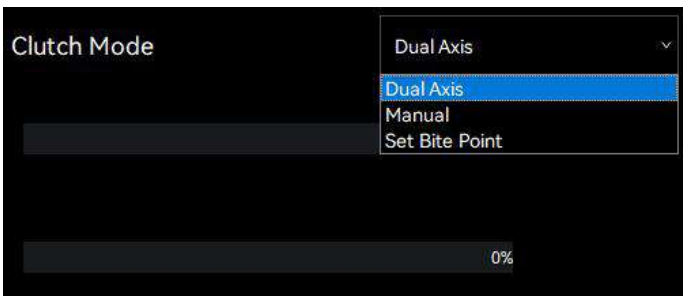 Clutch Mode
Dual Axis
Dual Axis
Manual
Set Bite Point
0%